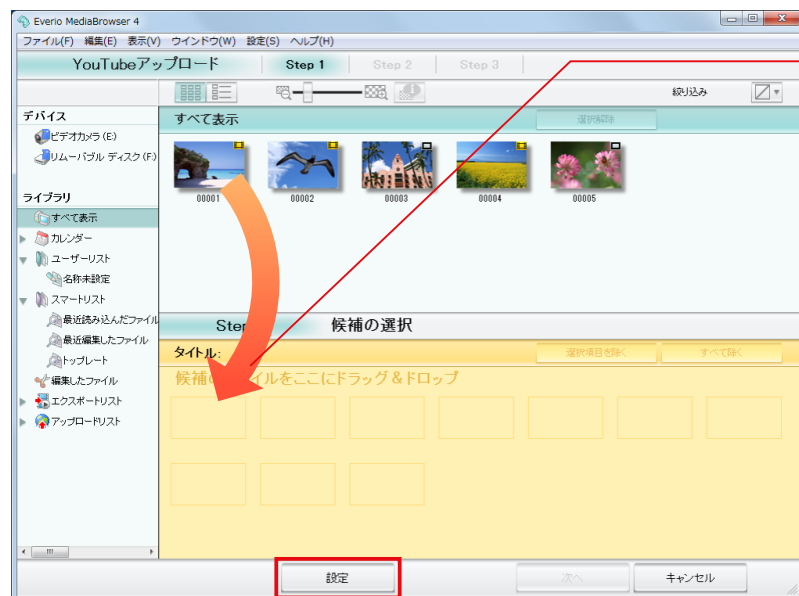 Everio MediaBrowser 4
ファイル(F) 編集(E) 表示(V) ウインドウ(W) 設定(S) ヘルプ(H)
YouTubeアップロード Step 1 Step 2 Step 3
絞り込み
デバイス
ビデオカメラ (E)
リムーバブル ディスク (F)
ライブラリ
すべて表示
カレンダー
ユーザーリスト
名称未設定
スマートリスト
最近読み込んだファイル
最近編集したファイル
トップレート
編集したファイル
エクスポートリスト
アップロードリスト
すべて表示 選択解除
00001 00002 00003 00004 00005
Step 候補の選択
タイトル: 選択項目を除く すべて除く
候補の イルをここにドラッグ&ドロップ
設定 次へ キャンセル